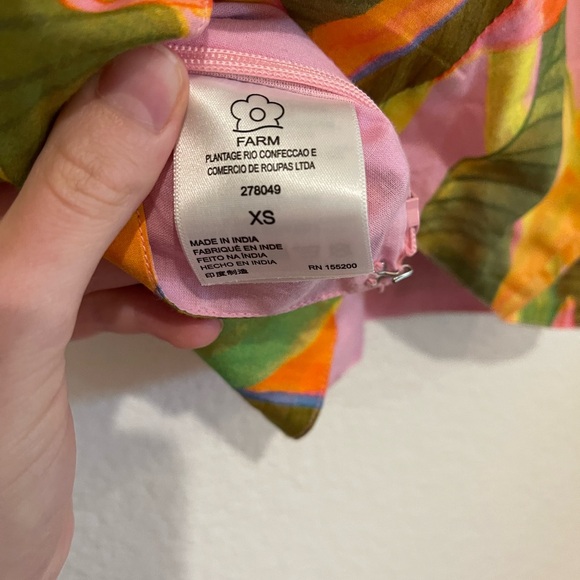 FARM
PLANTAGE RIO CONFECCAO E
COMERCIO DE ROUPAS LTDA
278049
XS
MADE IN INDIA
FABRIQUÉ EN INDE
FEITO NA ÍNDIA
HECHO EN INDIA
印度制造
RN 155200